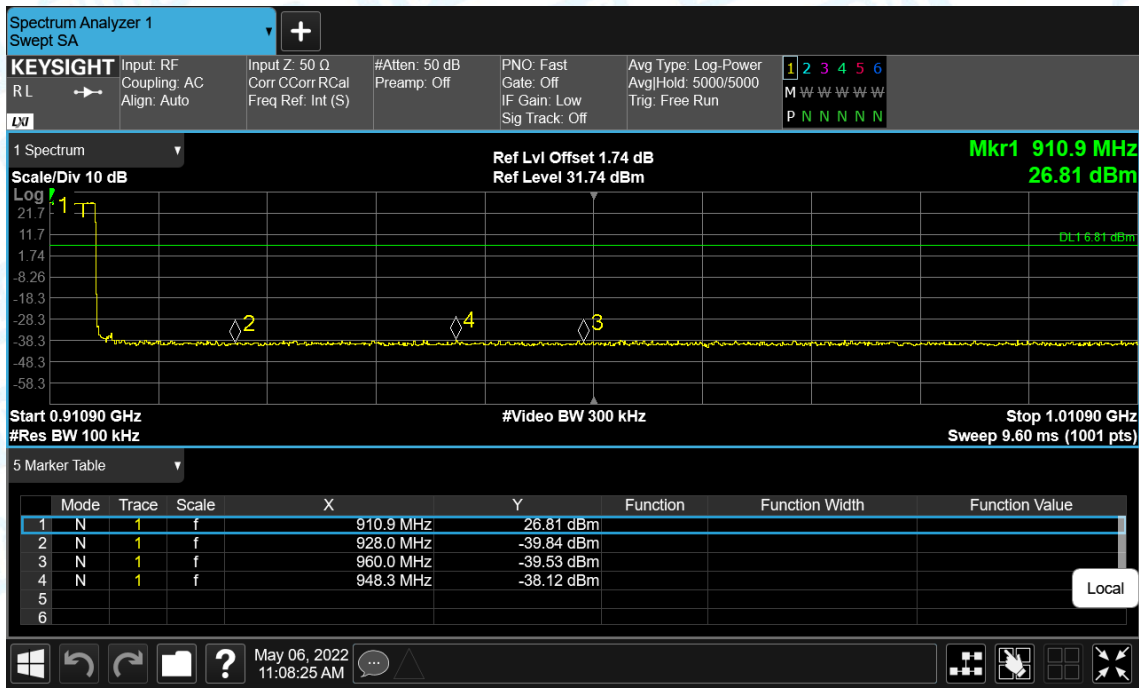 Spectrum Analyzer 1
Swept SA
+
KEYSIGHT
RL
LXI
Input: RF
Coupling: AC
Align: Auto
Input Z: 50 Ω
Corr CCorr RCal
Freq Ref: Int (S)
#Atten: 50 dB
Preamp: Off
PNO: Fast
Gate: Off
IF Gain: Low
Sig Track: Off
Avg Type: Log-Power
Avg|Hold: 5000/5000
Trig: Free Run
1 2 3 4 5 6
M W W W W W
P N N N N N
1 Spectrum
Scale/Div 10 dB
Ref Lvl Offset 1.74 dB
Ref Level 31.74 dBm
Mkr1 910.9 MHz
26.81 dBm
Log
21.7
11.7
1.74
-8.26
-18.3
-28.3
-38.3
-48.3
-58.3
1
2
4
3
DL1 6.81 dBm
Start 0.91090 GHz
#Video BW 300 kHz
Stop 1.01090 GHz
#Res BW 100 kHz
Sweep 9.60 ms (1001 pts)
5 Marker Table
Mode Trace Scale X Y Function Function Width Function Value
1 N 1 f 910.9 MHz 26.81 dBm
2 N 1 f 928.0 MHz -39.84 dBm
3 N 1 f 960.0 MHz -39.53 dBm
4 N 1 f 948.3 MHz -38.12 dBm
5
6
Local
?
May 06, 2022
11:08:25 AM